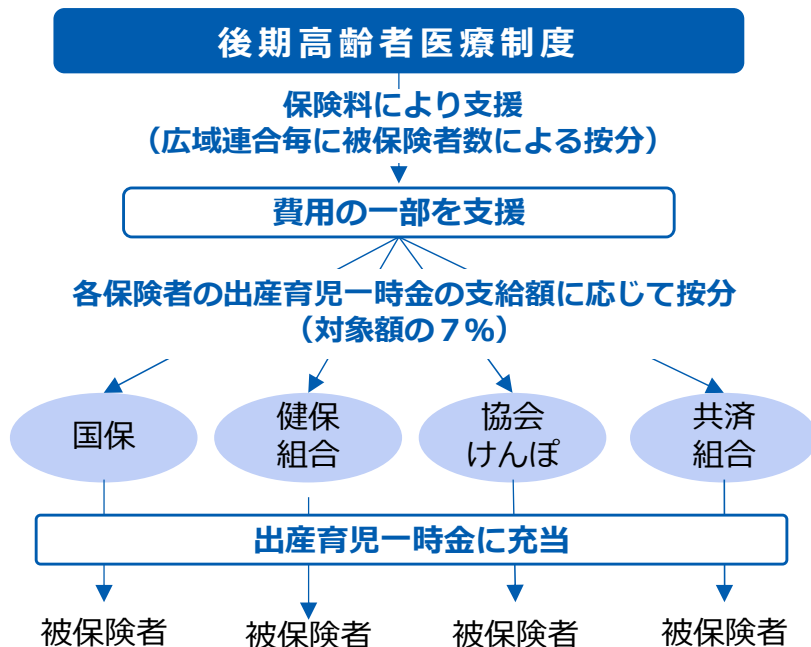 後期高齢者医療制度
保険料により支援
（広域連合毎に被保険者数による按分）
費用の一部を支援
各保険者の出産育児一時金の支給額に応じて按分
（対象額の７％）
国保
健保
組合
協会
けんぽ
共済
組合
出産育児一時金に充当
被保険者
被保険者
被保険者
被保険者